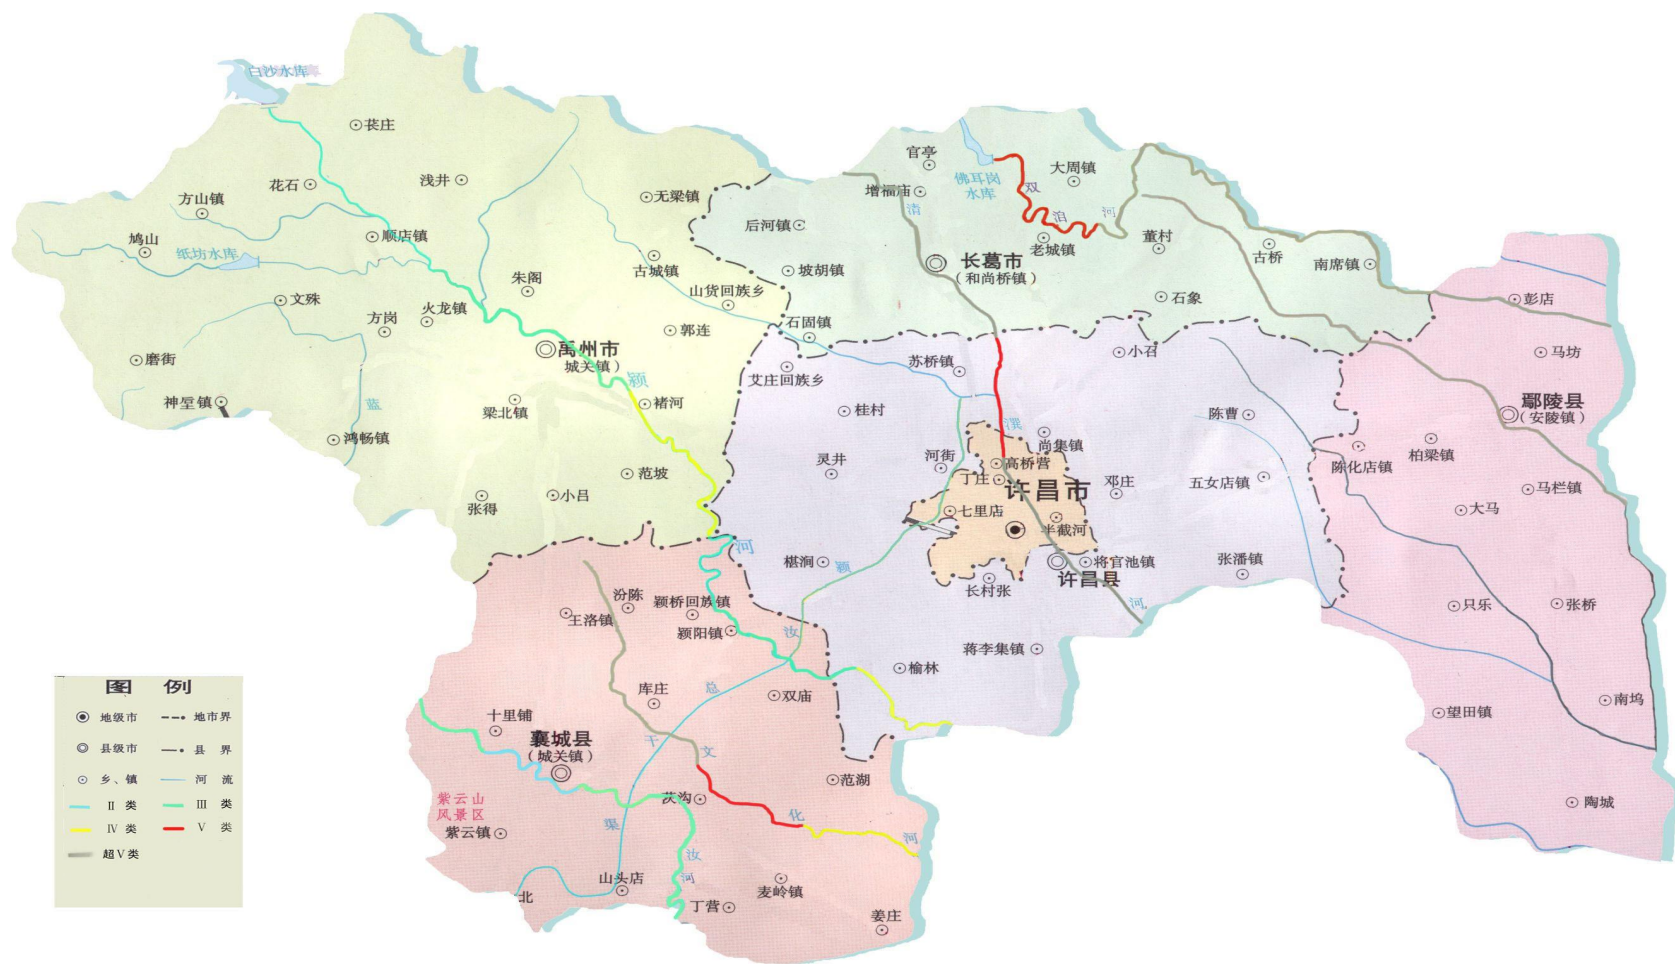 白沙水库
苌庄
花石
浅井
方山镇
无梁镇
鸠山
顺店镇
纸坊水库
古城镇
朱阁
山货回族乡
文殊
火龙镇
方岗
郭连
禹州市
城关镇）
磨街
颍
神垕镇
梁北镇
褚河
蓝
鸿畅镇
范坡
张得
小吕
河
官亭
佛耳岗
水库
大周镇
增福庙
双
洎
河
清
后河镇
老城镇
董村
古桥
长葛市
（和尚桥镇）
坡胡镇
南席镇
石象
石固镇
彭店
小召
苏桥镇
马坊
艾庄回族乡
鄢陵县
（安陵镇）
桂村
陈曹
潩
尚集镇
柏梁镇
陈化店镇
灵井
河街
高桥营
丁庄
许昌市
邓庄
五女店镇
马栏镇
七里店
半截河
大马
椹涧
颍
将官池镇
许昌县
张潘镇
长村张
河
只乐
张桥
汾陈
颍桥回族镇
王洛镇
颍阳镇
汝
蒋李集镇
榆林
库庄
总
双庙
南坞
望田镇
十里铺
襄城县
（城关镇）
干
文
范湖
紫云山
风景区
茨沟
化
河
陶城
紫云镇
渠
汝
河
山头店
麦岭镇
北
丁营
姜庄
图 例
地级市 地市界
县级市 县 界
乡、镇 河 流
Ⅱ 类 Ⅲ 类
Ⅳ 类 Ⅴ 类
超Ⅴ类